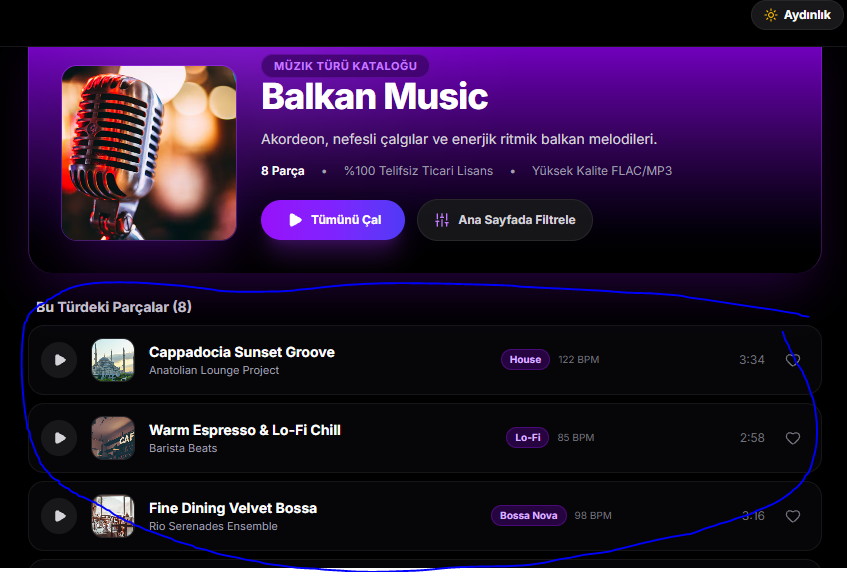 Aydınlık
MÜZIK TÜRÜ KATALOĞU
Balkan Music
Akordeon, nefesli çalgılar ve enerjik ritmik balkan melodileri.
8 Parça • %100 Telifsiz Ticari Lisans • Yüksek Kalite FLAC/MP3
Tümünü Çal
Ana Sayfada Filtrele
Bu Türdeki Parçalar (8)
Cappadocia Sunset Groove
Anatolian Lounge Project
House 122 BPM 3:34
Warm Espresso & Lo-Fi Chill
Barista Beats
Lo-Fi 85 BPM 2:58
Fine Dining Velvet Bossa
Rio Serenades Ensemble
Bossa Nova 98 BPM 3:16